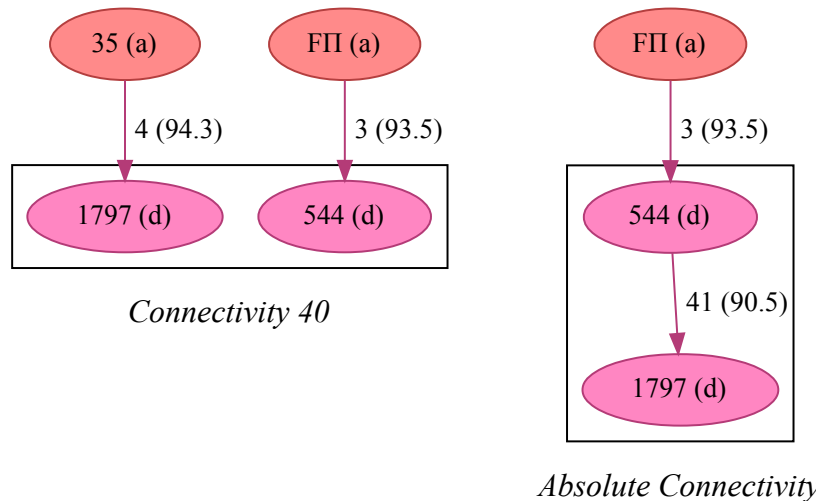 35 (a)
FΠ (a)
4 (94.3)
3 (93.5)
1797 (d)
544 (d)
Connectivity 40
FΠ (a)
3 (93.5)
544 (d)
41 (90.5)
1797 (d)
Absolute Connectivity